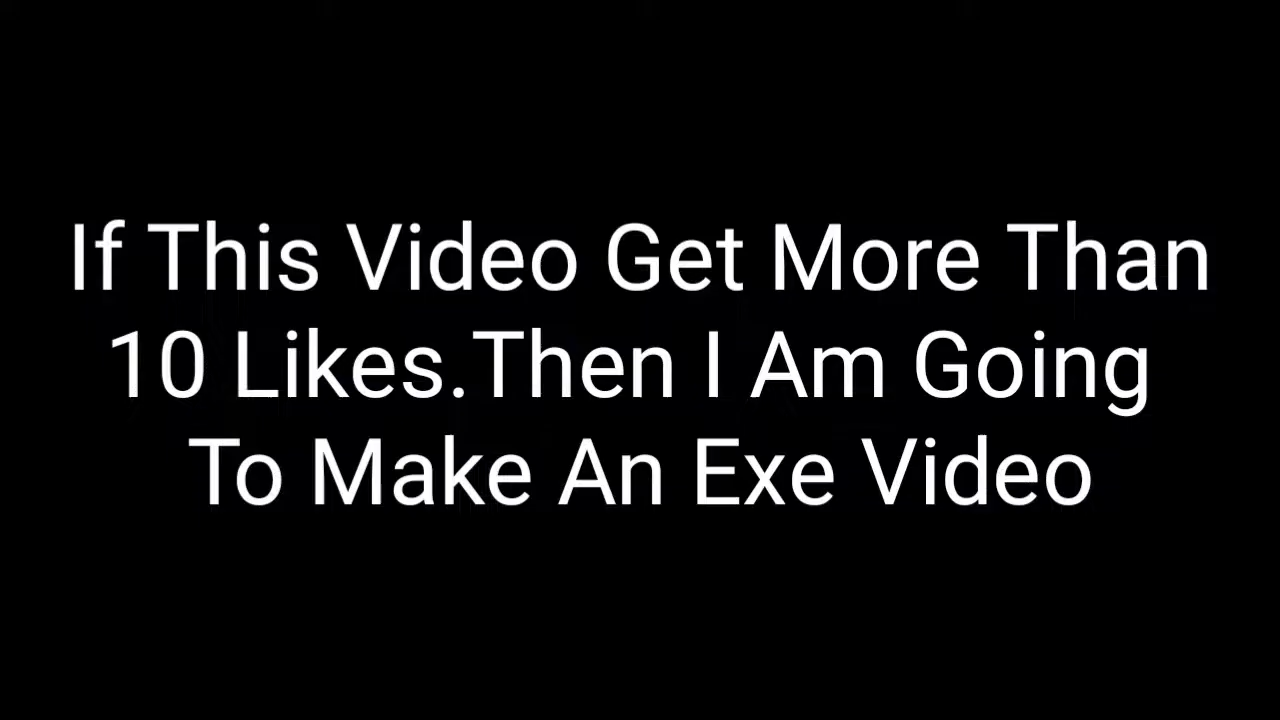 If This Video Get More Than
10 Likes.Then I Am Going
To Make An Exe Video